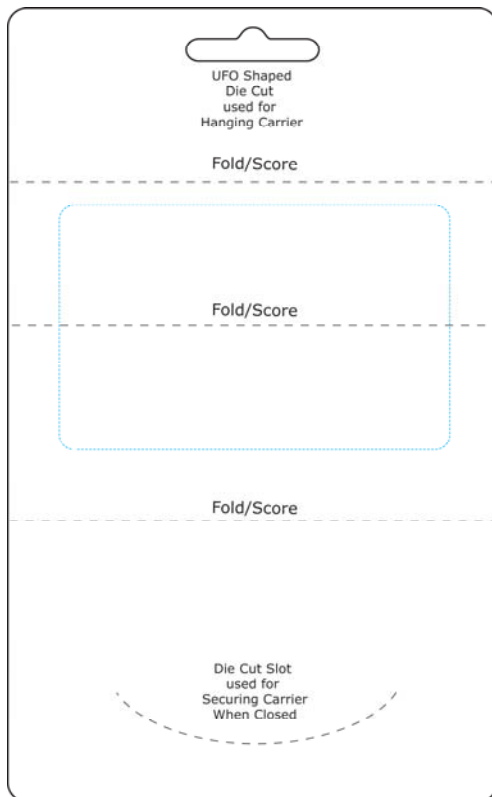 UFO Shaped
Die Cut
used for
Hanging Carrier
Fold/Score
Fold/Score
Fold/Score
Die Cut Slot
used for
Securing Carrier
When Closed